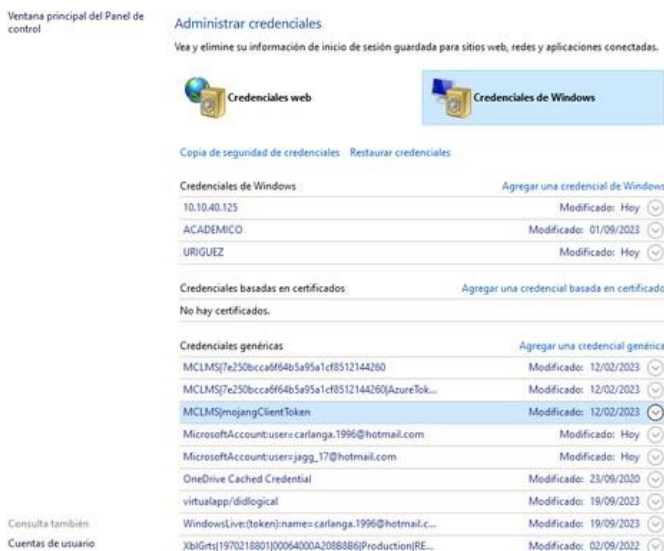 Ventana principal del Panel de
control
Administrar credenciales
Vea y elimine su información de inicio de sesión guardada para sitios web, redes y aplicaciones conectadas.
Credenciales web
Credenciales de Windows
Copia de seguridad de credenciales Restaurar credenciales
Credenciales de Windows Agregar una credencial de Windows
10.10.40.125 Modificado: Hoy
ACADEMICO Modificado: 01/09/2023
URIGUEZ Modificado: Hoy
Credenciales basadas en certificados Agregar una credencial basada en certificado
No hay certificados.
Credenciales genéricas Agregar una credencial genérica
MCLMS|7e250bcca6f64b5a95a1cf8512144260 Modificado: 12/02/2023
MCLMS|7e250bcca6f64b5a95a1cf8512144260|AzureTok... Modificado: 12/02/2023
MCLMS|mojangClientToken Modificado: 12/02/2023
MicrosoftAccount:user=carlanga.1996@hotmail.com Modificado: Hoy
MicrosoftAccount:user=jagg_17@hotmail.com Modificado: Hoy
OneDrive Cached Credential Modificado: 23/09/2020
virtualapp/didlogical Modificado: 19/09/2023
WindowsLive:(token):name=carlanga.1996@hotmail.c... Modificado: 19/09/2023
XblGrts|1970218801|00064000A208B8B6|Production|RE... Modificado: 02/09/2022
Consulta también
Cuentas de usuario